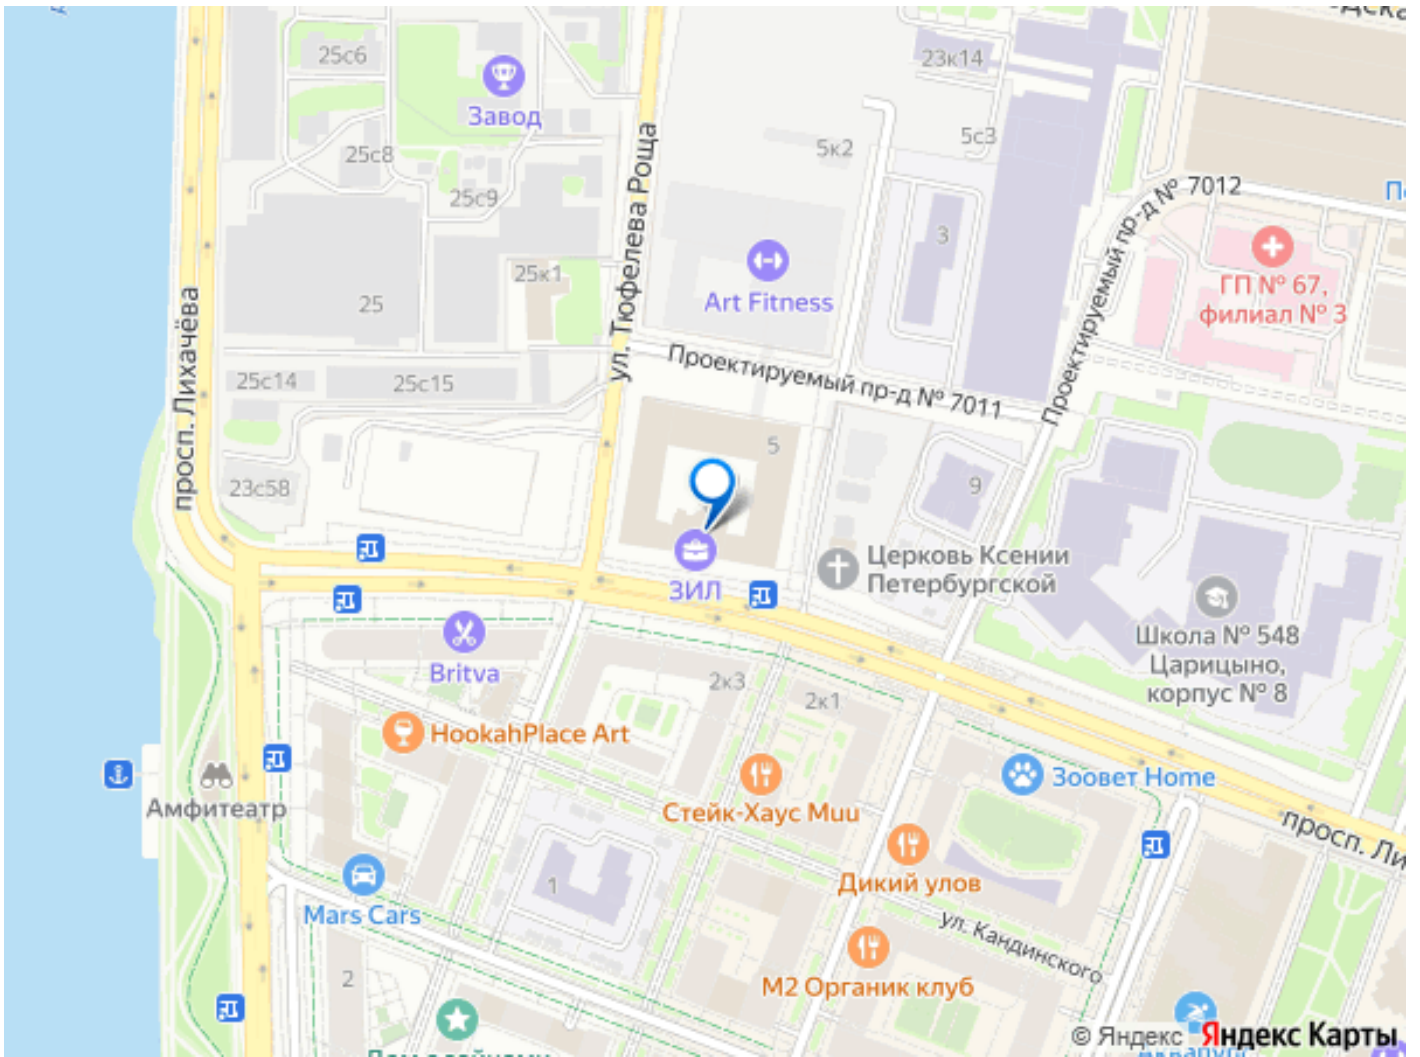 25с6
Завод
25с8
25с9
23к14
5с3
5к2
3
Проектируемый пр-д № 7012
ГП № 67,
филиал № 3
ул. Тюфелева Роща
25к1
25
Art Fitness
просп. Лихачёва
25с14
25с15
Проектируемый пр-д № 7011
5
23с58
9
ЗИЛ
Церковь Ксении
Петербургской
Школа № 548
Царицыно,
корпус № 8
Britva
2к3
2к1
HookahPlace Art
Зоовет Home
Амфитеатр
Стейк-Хаус Muu
просп. Ли
Дикий улов
1
Mars Cars
ул. Кандинского
2
М2 Органик клуб
© Яндекс Яндекс Карты